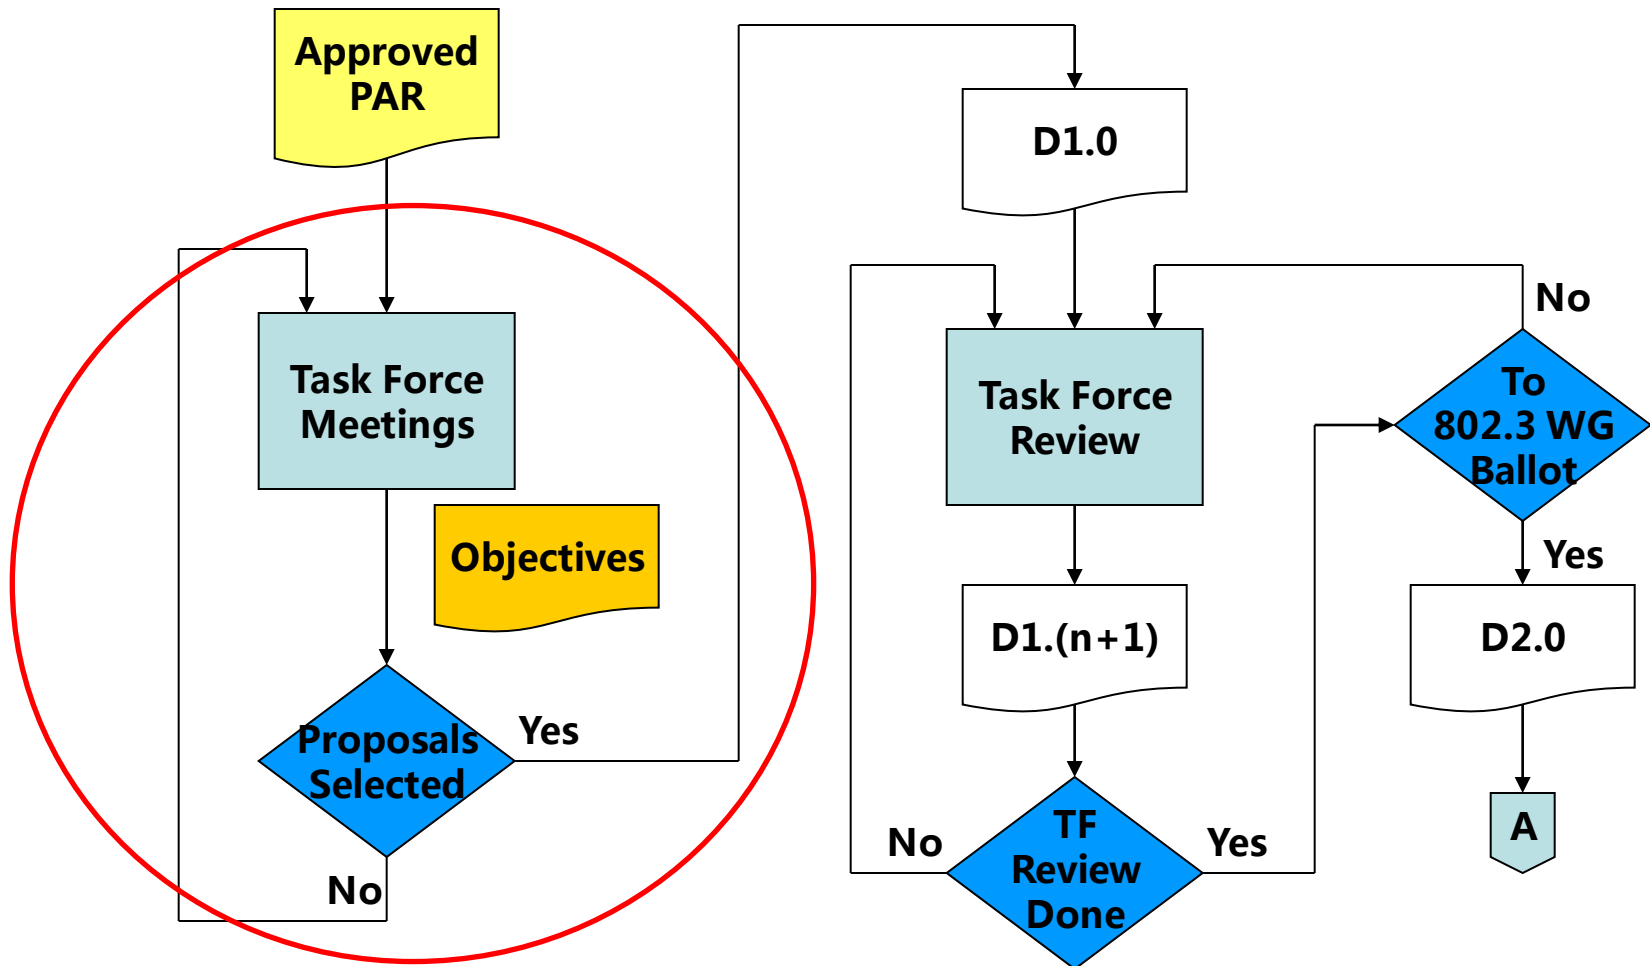 Approved
PAR
Task Force
Meetings
Objectives
Proposals
Selected
Yes
No
D1.0
Task Force
Review
D1.(n+1)
TF
Review
Done
No
Yes
To
802.3 WG
Ballot
No
Yes
D2.0
A